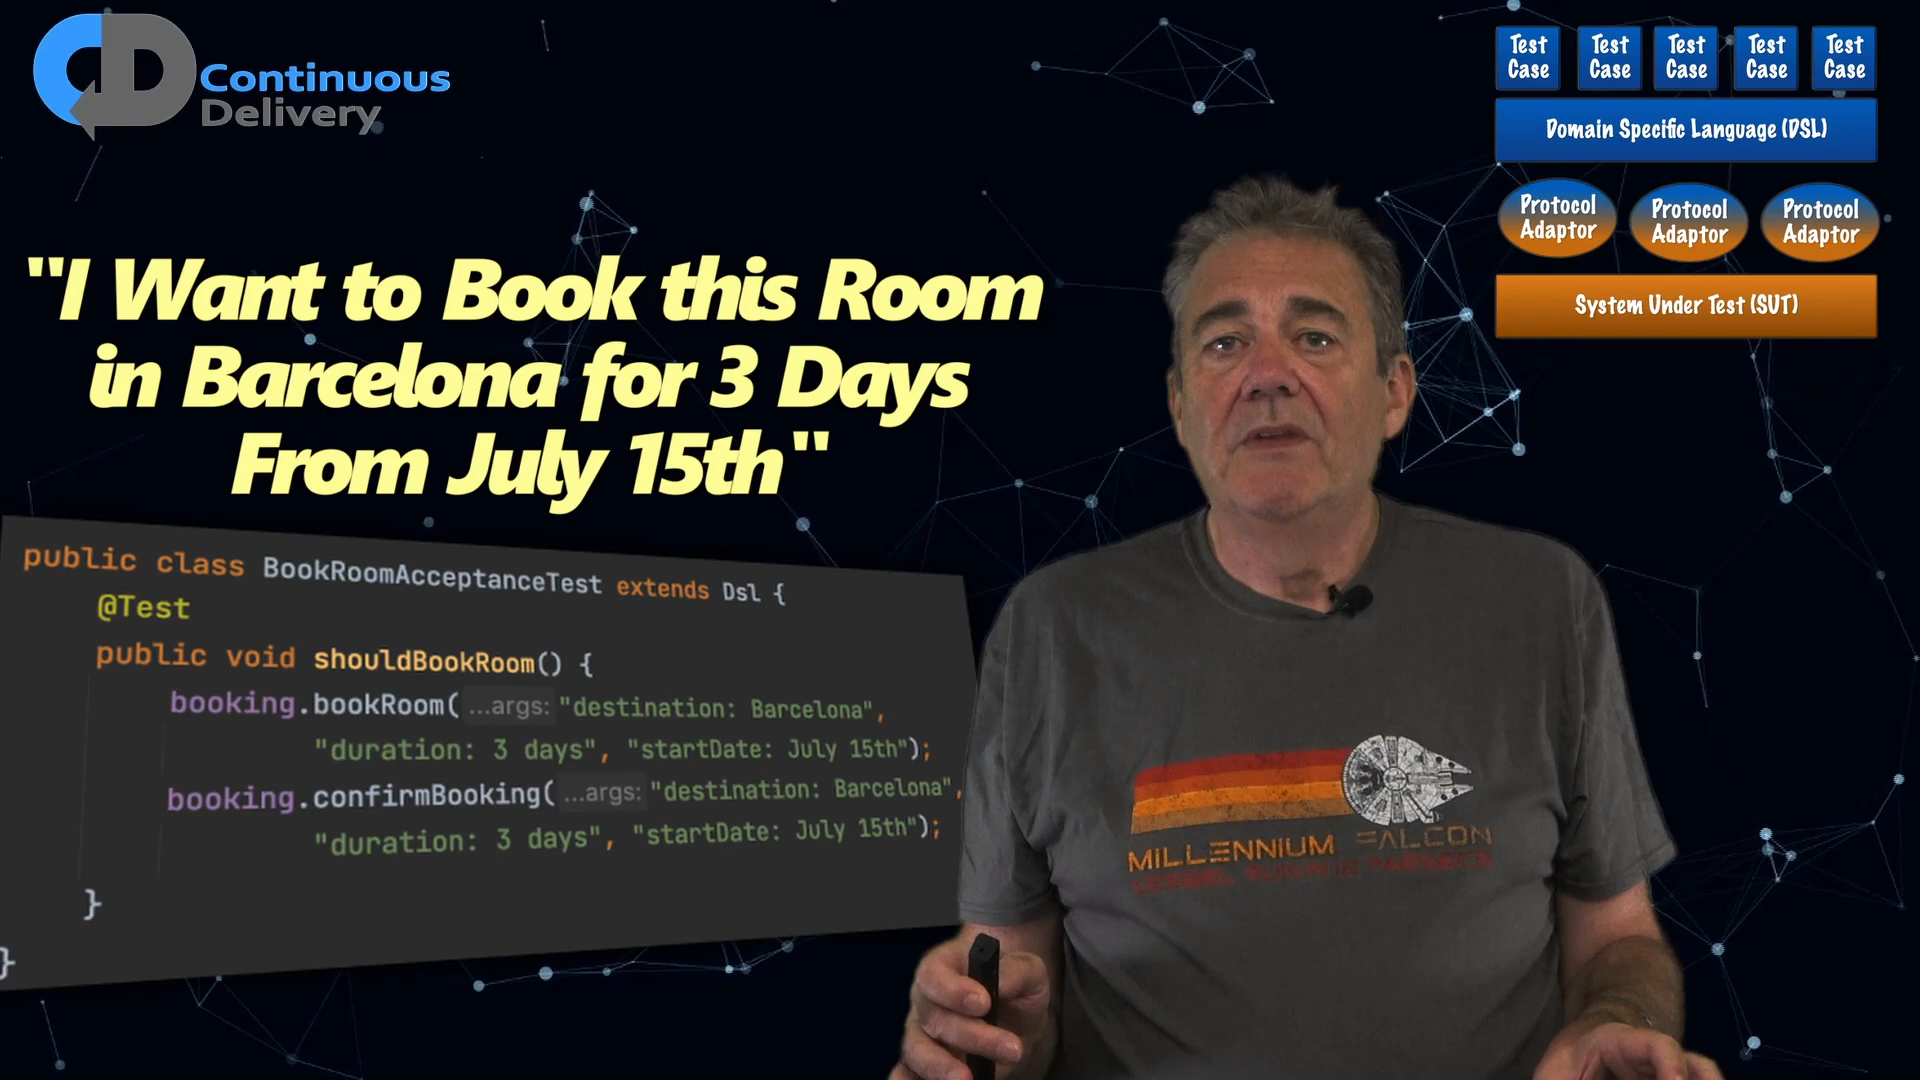 Continuous
Delivery
"I Want to Book this Room
in Barcelona for 3 Days
From July 15th"
public class BookRoomAcceptanceTest extends Dsl {
@Test
public void shouldBookRoom() {
booking.bookRoom( ...args: "destination: Barcelona",
"duration: 3 days", "startDate: July 15th");
booking.confirmBooking( ...args: "destination: Barcelona",
"duration: 3 days", "startDate: July 15th");
}
}
Test
Case
Test
Case
Test
Case
Test
Case
Test
Case
Domain Specific Language (DSL)
Protocol
Adaptor
Protocol
Adaptor
Protocol
Adaptor
System Under Test (SUT)
MILLENNIUM FALCON